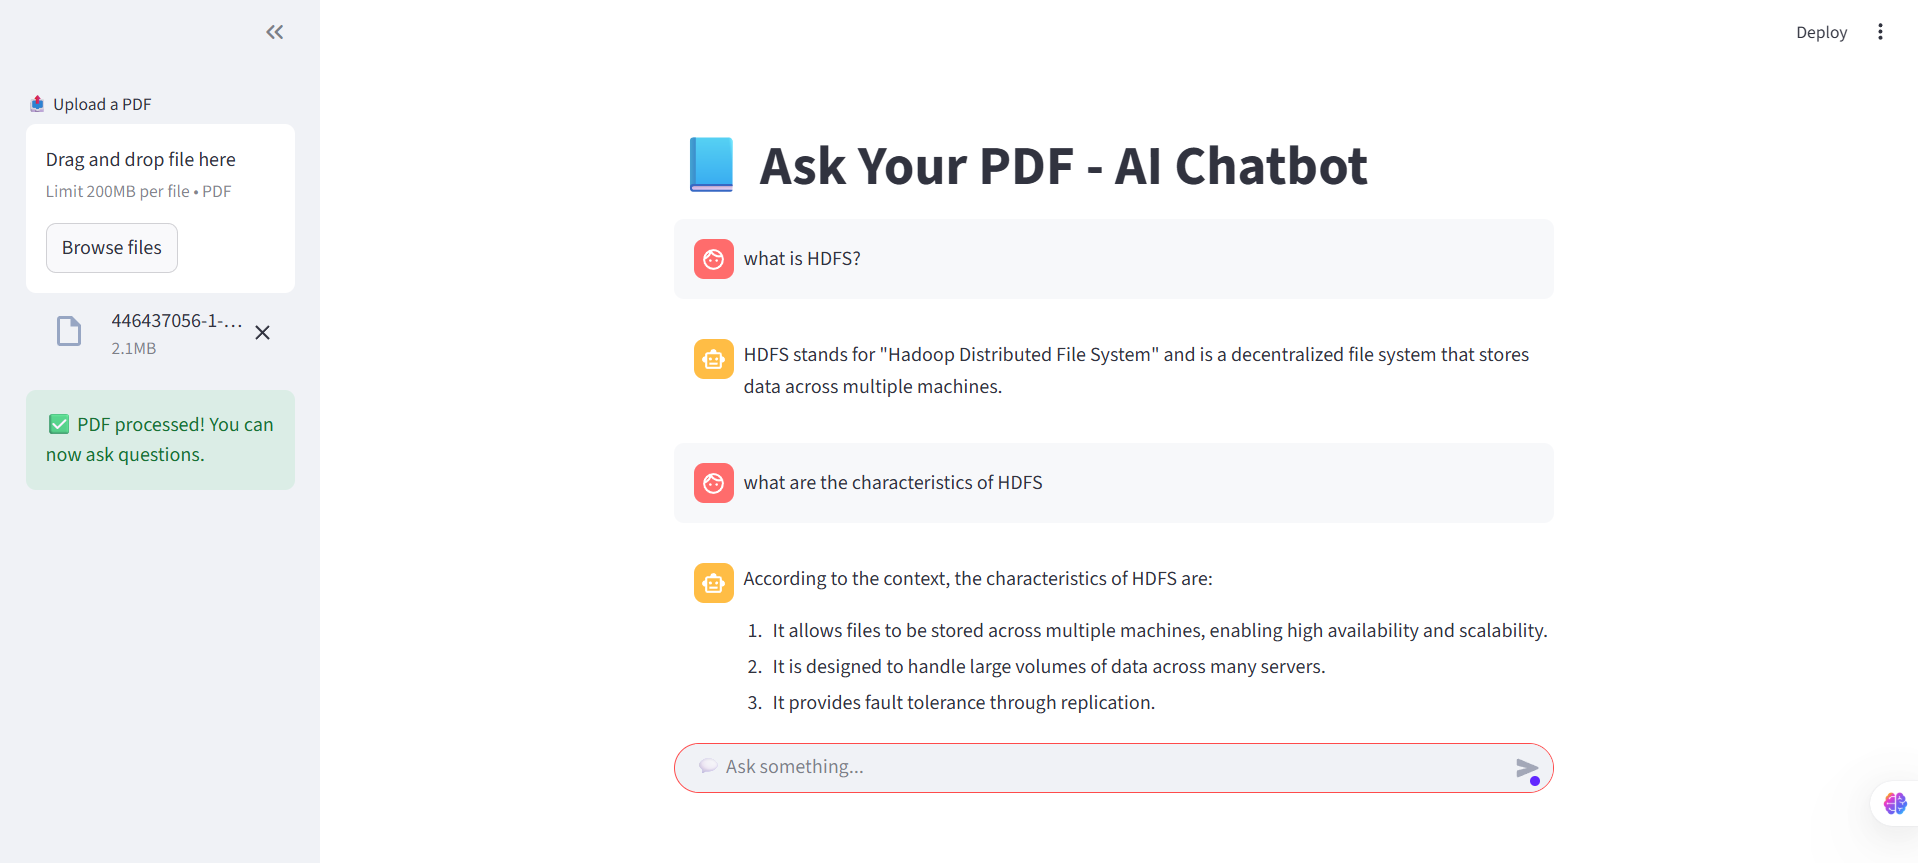 Deploy
Upload a PDF
Drag and drop file here
Limit 200MB per file • PDF
Browse files
446437056-1-...
2.1MB
PDF processed! You can
now ask questions.
Ask Your PDF - AI Chatbot
what is HDFS?
HDFS stands for "Hadoop Distributed File System" and is a decentralized file system that stores
data across multiple machines.
what are the characteristics of HDFS
According to the context, the characteristics of HDFS are:
1. It allows files to be stored across multiple machines, enabling high availability and scalability.
2. It is designed to handle large volumes of data across many servers.
3. It provides fault tolerance through replication.
Ask something...